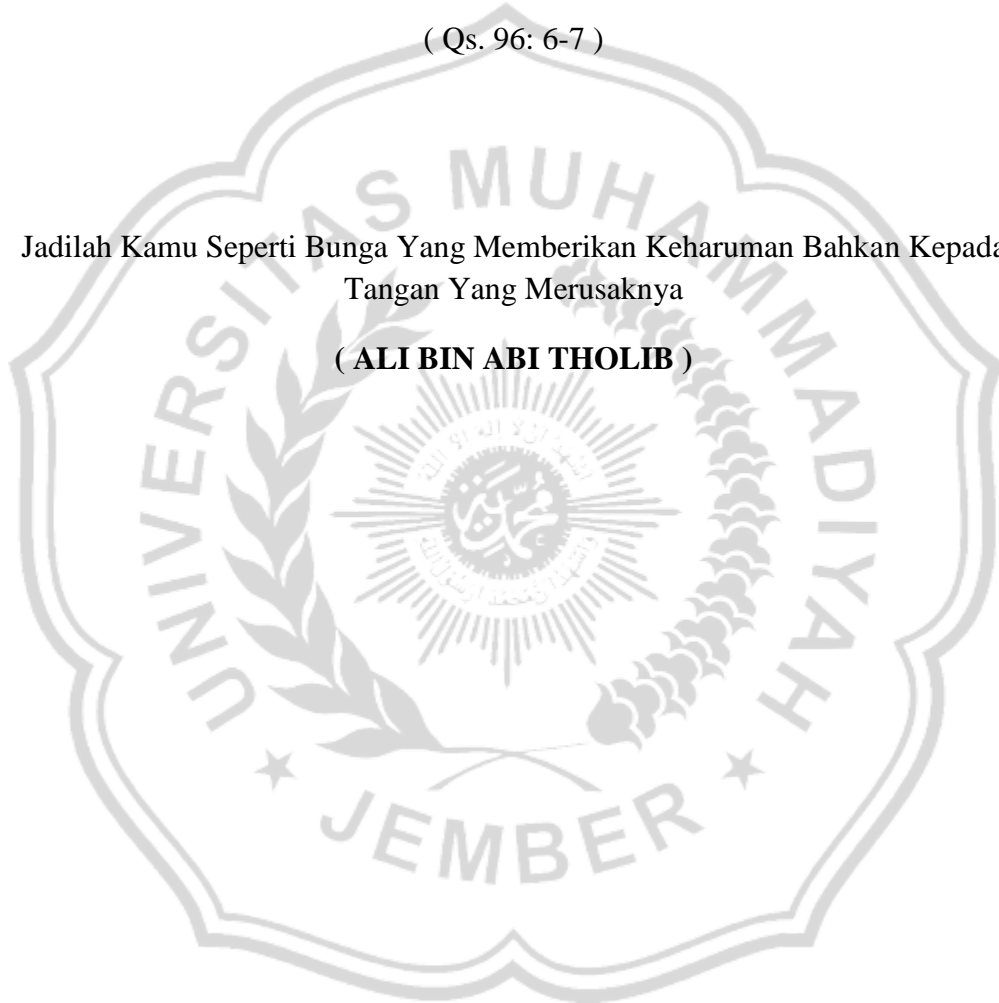 ( Qs. 96: 6-7 )
Jadilah Kamu Seperti Bunga Yang Memberikan Keharuman Bahkan Kepada
Tangan Yang Merusaknya
( ALI BIN ABI THOLIB )
UNIVERSITAS MUHAMMADIYAH
JEMBER